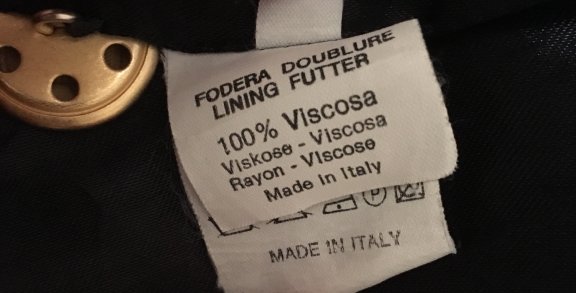 FODERA DOUBLURE
LINING FUTTER
100% Viscosa
Viskose - Viscosa
Rayon - Viscose
Made in Italy
P
MADE IN ITALY